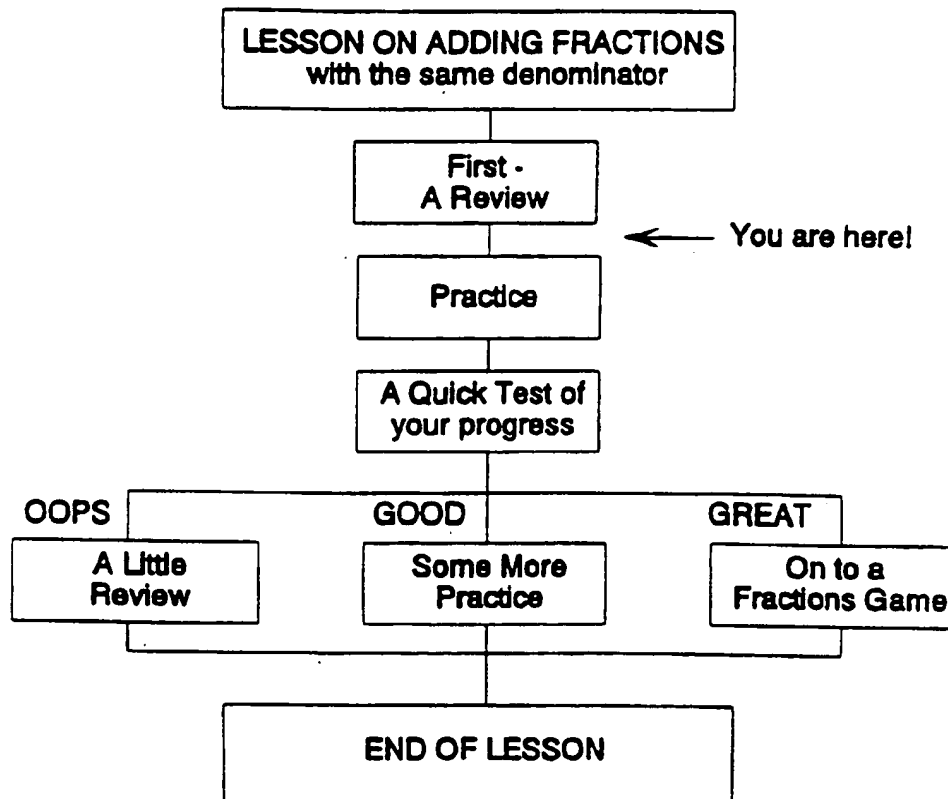 LESSON ON ADDING FRACTIONS
with the same denominator
First -
A Review
You are here!
Practice
A Quick Test of
your progress
OOPS
GOOD
GREAT
A Little
Review
Some More
Practice
On to a
Fractions Game
END OF LESSON